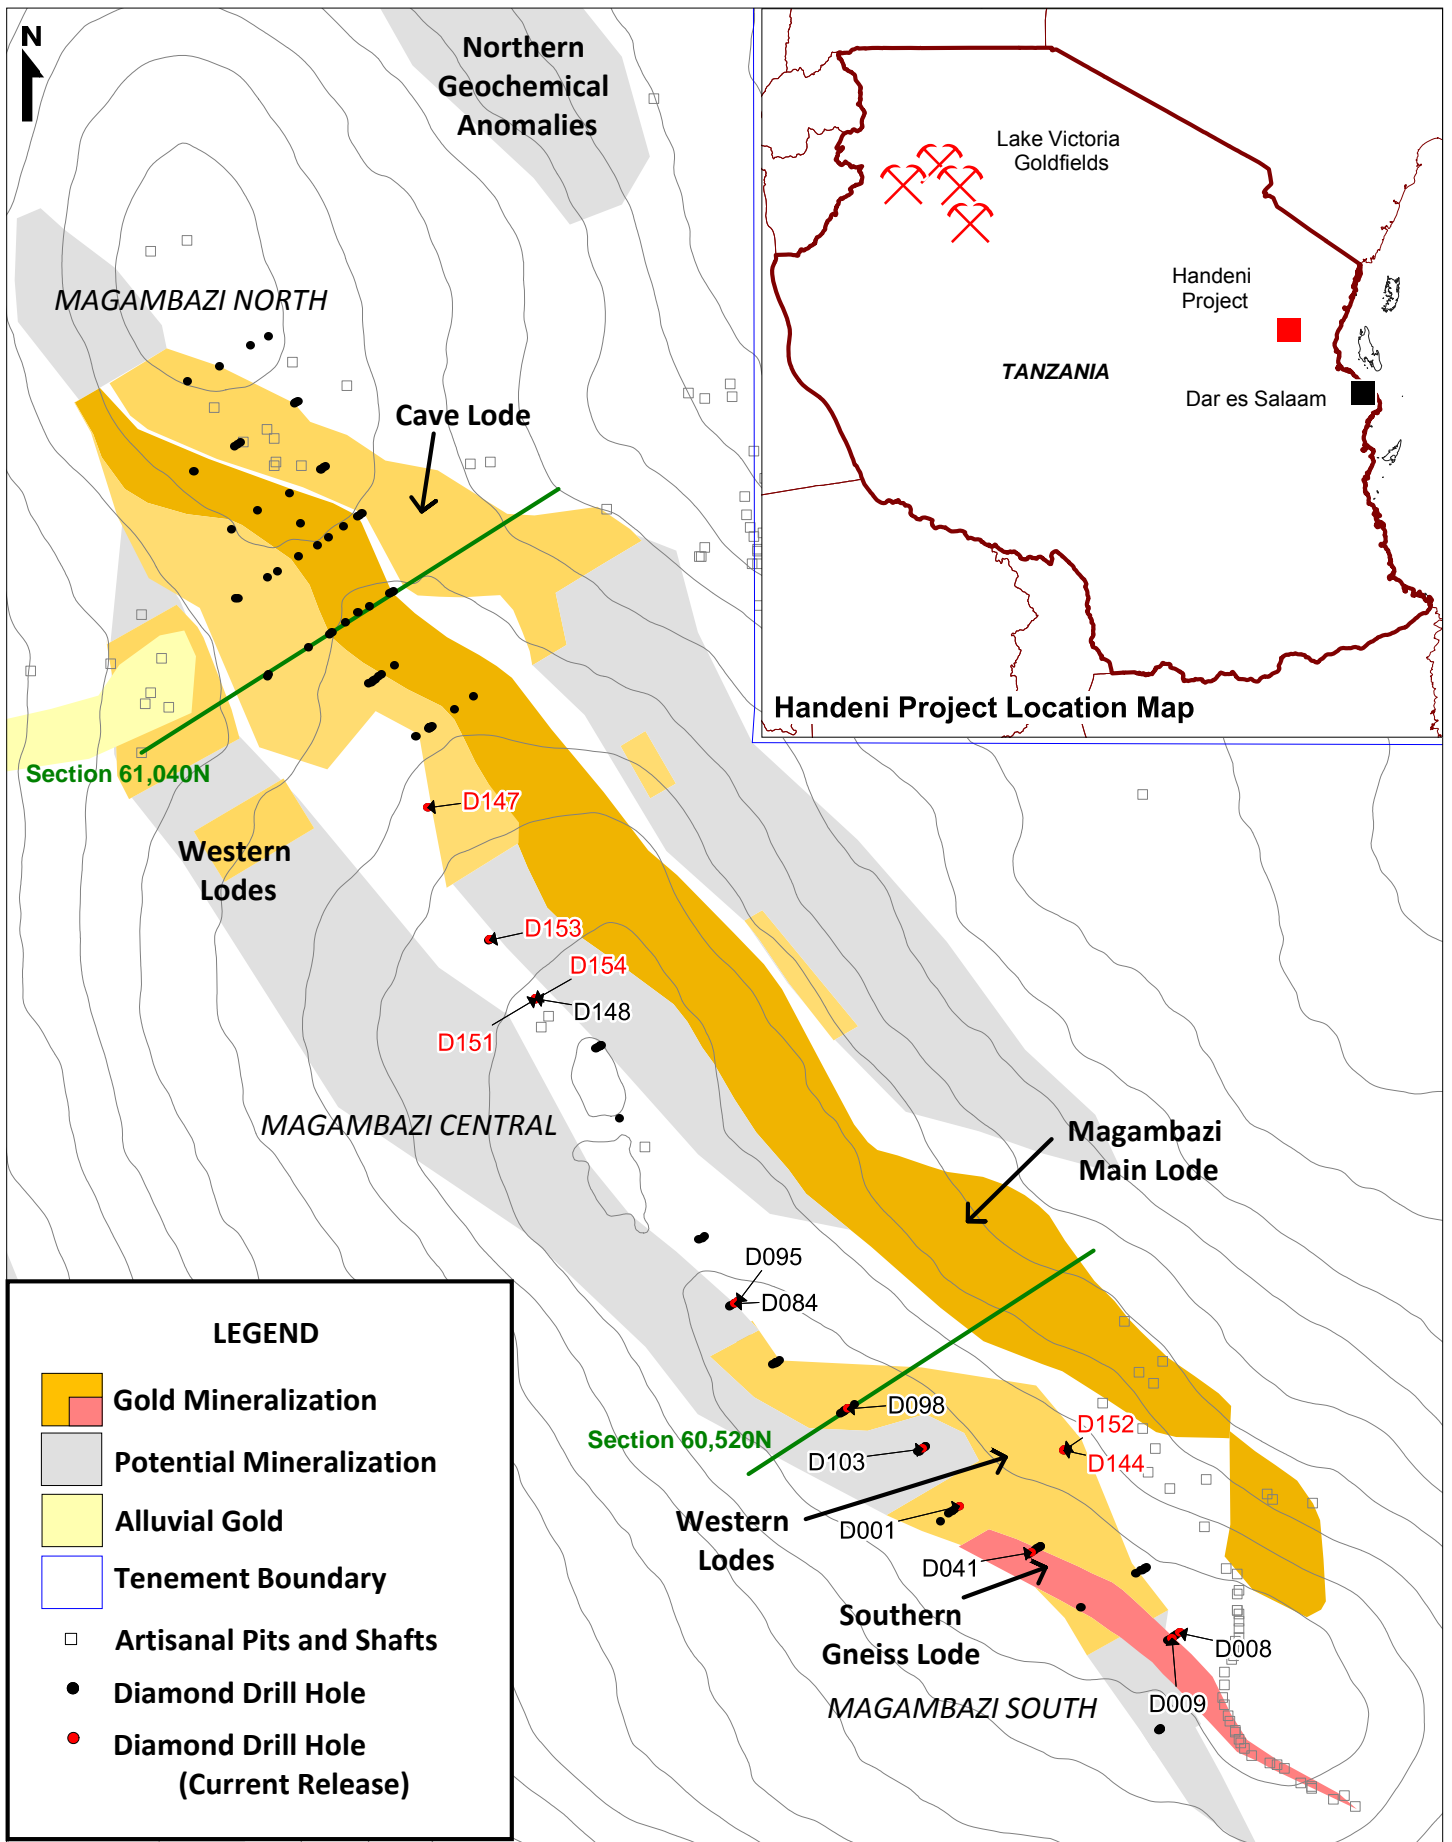 N
Northern
Geochemical
Anomalies
Lake Victoria
Goldfields
Handeni
Project
TANZANIA
Dar es Salaam
Handeni Project Location Map
MAGAMBAZI NORTH
Cave Lode
Section 61,040N
D147
Western
Lodes
D153
D154
D148
D151
MAGAMBAZI CENTRAL
Magambazi
Main Lode
D095
D084
D098
Section 60,520N
D152
D103
D144
Western
Lodes
D001
D041
Southern
Gneiss Lode
D008
D009
MAGAMBAZI SOUTH
LEGEND
Gold Mineralization
Potential Mineralization
Alluvial Gold
Tenement Boundary
Artisanal Pits and Shafts
Diamond Drill Hole
Diamond Drill Hole
(Current Release)